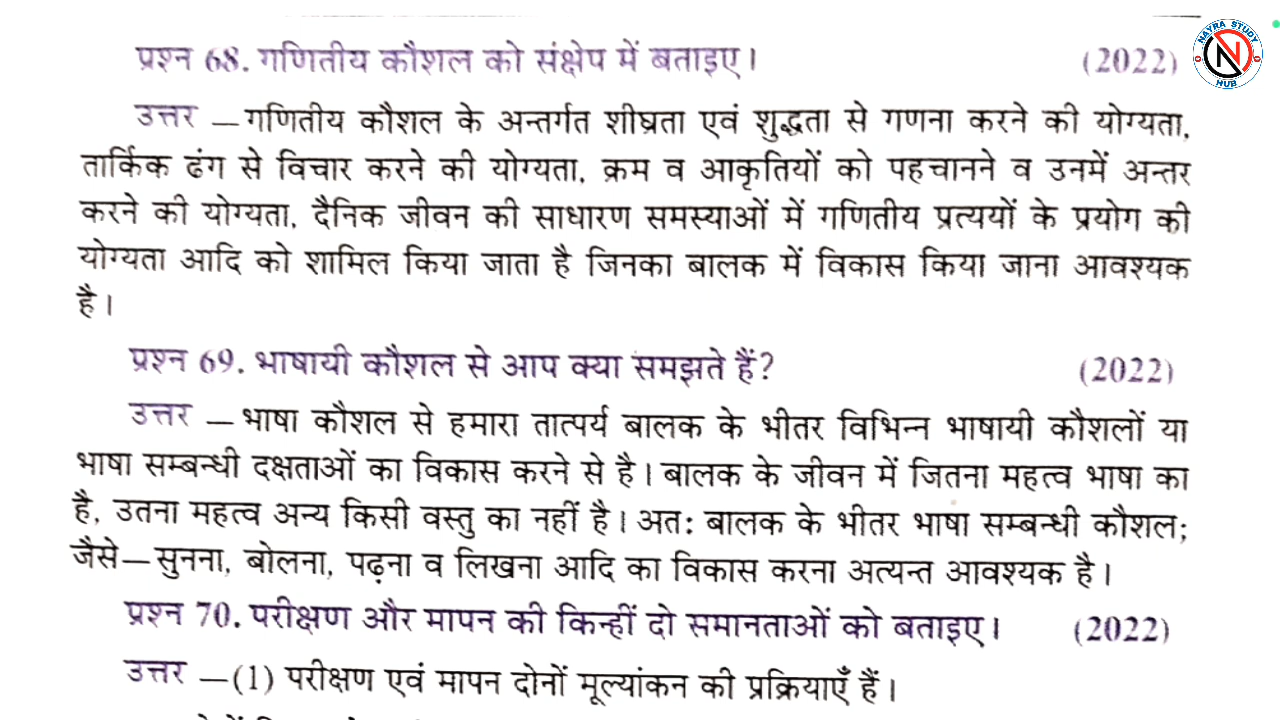 प्रश्न 68. गणितीय कौशल को संक्षेप में बताइए। (2022)
NAYRA STUDY
N
HUB
उत्तर —गणितीय कौशल के अन्तर्गत शीघ्रता एवं शुद्धता से गणना करने की योग्यता,
तार्किक ढंग से विचार करने की योग्यता, क्रम व आकृतियों को पहचानने व उनमें अन्तर
करने की योग्यता, दैनिक जीवन की साधारण समस्याओं में गणितीय प्रत्ययों के प्रयोग की
योग्यता आदि को शामिल किया जाता है जिनका बालक में विकास किया जाना आवश्यक
है।
प्रश्न 69. भाषायी कौशल से आप क्या समझते हैं? (2022)
उत्तर —भाषा कौशल से हमारा तात्पर्य बालक के भीतर विभिन्न भाषायी कौशलों या
भाषा सम्बन्धी दक्षताओं का विकास करने से है। बालक के जीवन में जितना महत्व भाषा का
है, उतना महत्व अन्य किसी वस्तु का नहीं है। अतः बालक के भीतर भाषा सम्बन्धी कौशल;
जैसे—सुनना, बोलना, पढ़ना व लिखना आदि का विकास करना अत्यन्त आवश्यक है।
प्रश्न 70. परीक्षण और मापन की किन्हीं दो समानताओं को बताइए। (2022)
उत्तर —(1) परीक्षण एवं मापन दोनों मूल्यांकन की प्रक्रियाएँ हैं।